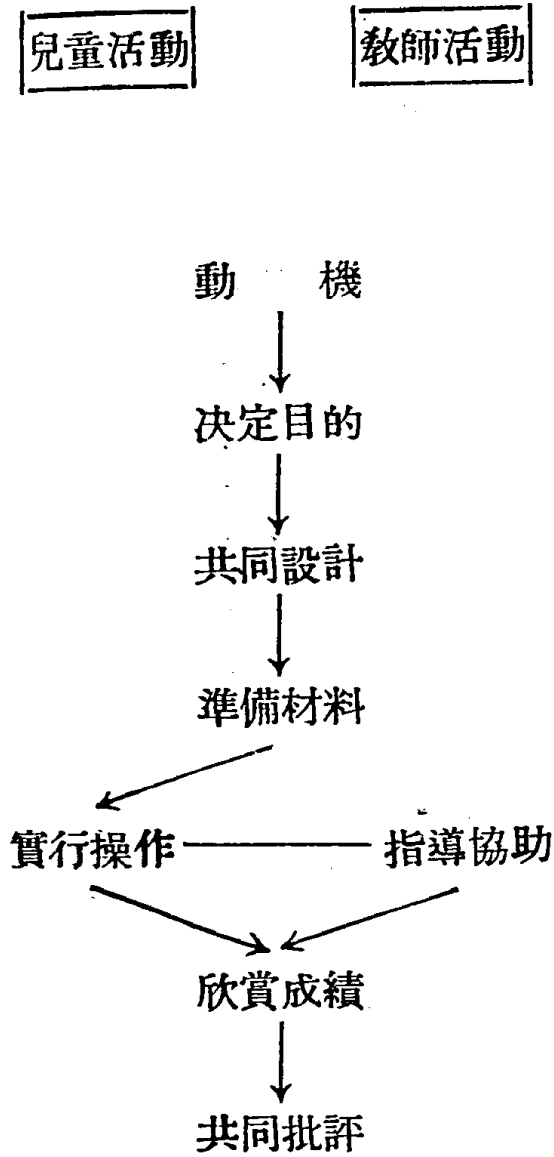 兒童活動 教師活動
動 機
決定目的
共同設計
準備材料
實行操作 指導協助
欣賞成績
共同批評